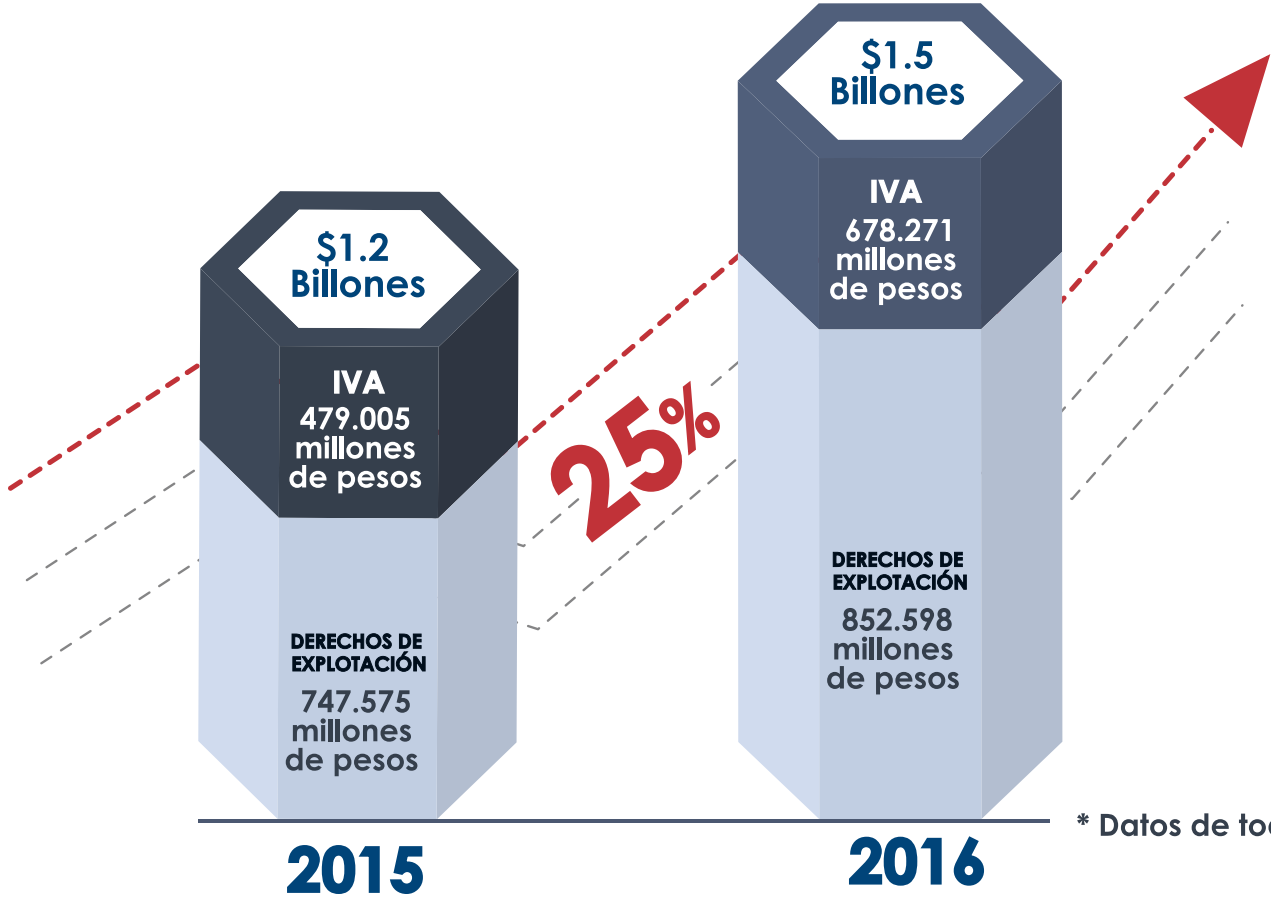 $1.2
Billones
IVA
479.005
millones
de pesos
DERECHOS DE
EXPLOTACIÓN
747.575
millones
de pesos
2015
25%
$1.5
Billones
IVA
678.271
millones
de pesos
DERECHOS DE
EXPLOTACIÓN
852.598
millones
de pesos
2016
* Datos de